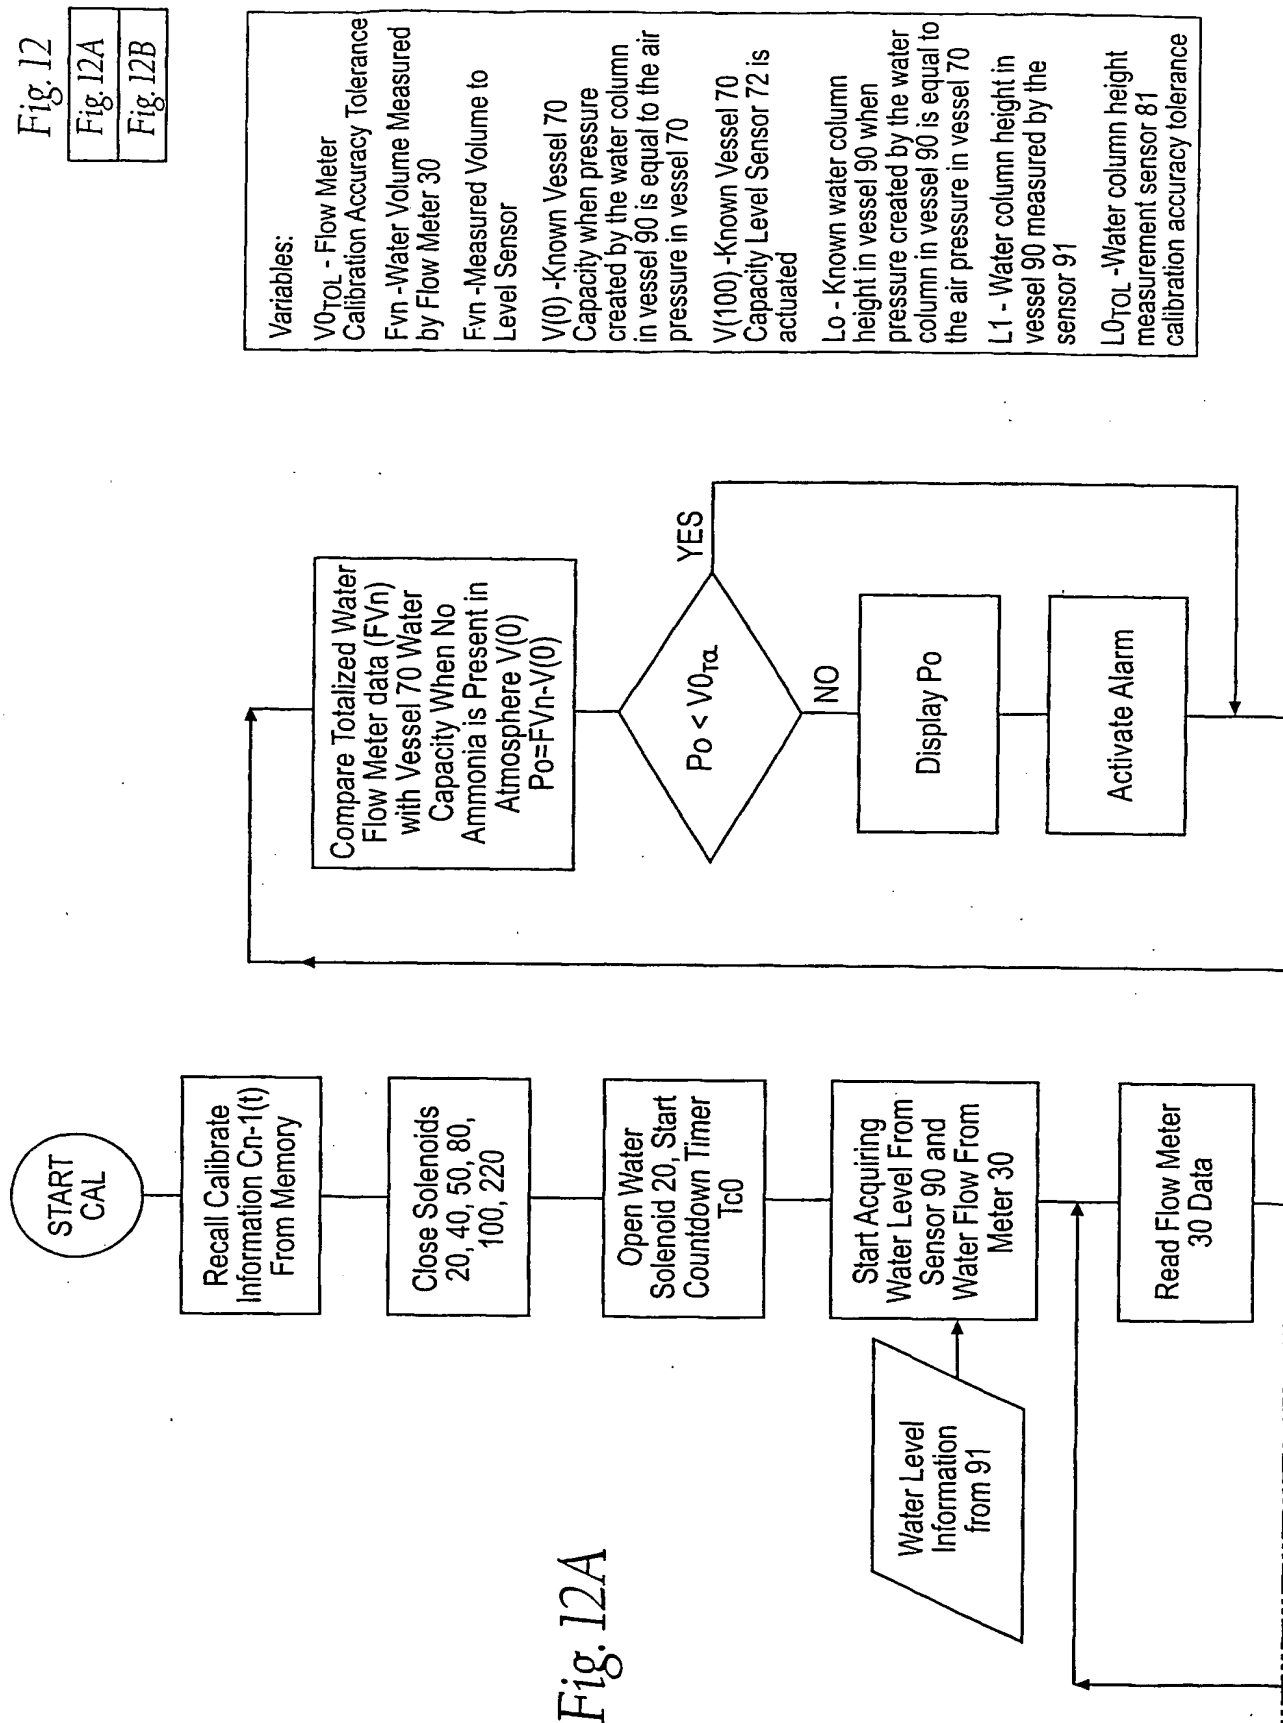 Fig. 12
Fig. 12A
Fig. 12B
Fig. 12A
START
CAL
Recall Calibrate
Information Cn-1(t)
From Memory
Close Solenoids
20, 40, 50, 80,
100, 220
Open Water
Solenoid 20, Start
Countdown Timer
Tc0
Water Level
Information
from 91
Start Acquiring
Water Level From
Sensor 90 and
Water Flow From
Meter 30
Read Flow Meter
30 Data
Compare Totalized Water
Flow Meter data (FVn)
with Vessel 70 Water
Capacity When No
Ammonia is Present in
Atmosphere V(0)
Po=FVn-V(0)
Po < V0Ta
YES
NO
Display Po
Activate Alarm
Variables:
V0TOL - Flow Meter
Calibration Accuracy Tolerance
Fvn -Water Volume Measured
by Flow Meter 30
Fvn -Measured Volume to
Level Sensor
V(0) -Known Vessel 70
Capacity when pressure
created by the water column
in vessel 90 is equal to the air
pressure in vessel 70
V(100) -Known Vessel 70
Capacity Level Sensor 72 is
actuated
Lo - Known water column
height in vessel 90 when
pressure created by the water
column in vessel 90 is equal to
the air pressure in vessel 70
L1 - Water column height in
vessel 90 measured by the
sensor 91
L0TOL -Water column height
measurement sensor 81
calibration accuracy tolerance